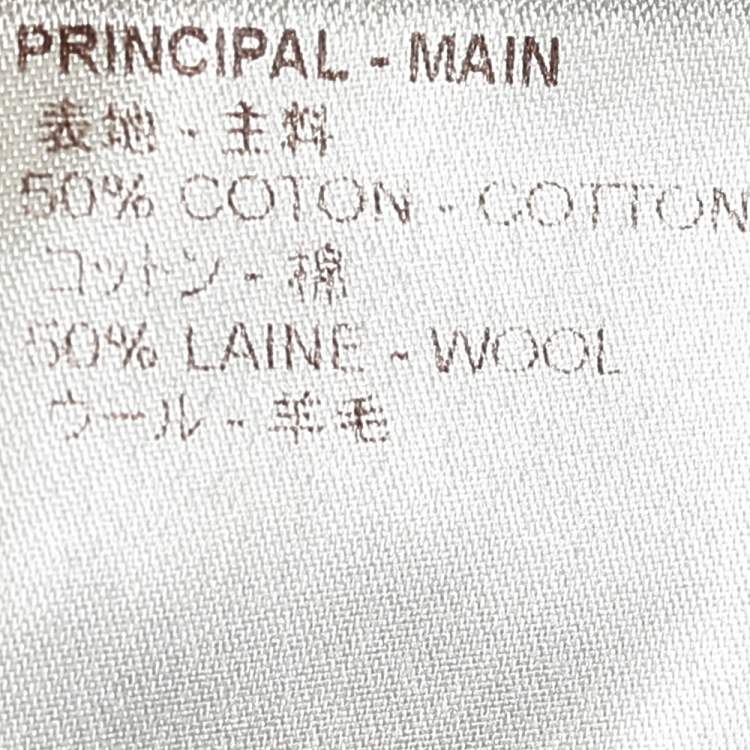 PRINCIPAL - MAIN
表地 - 主料
50% COTON - COTTON
コットン - 棉
50% LAINE - WOOL
ウール - 羊毛